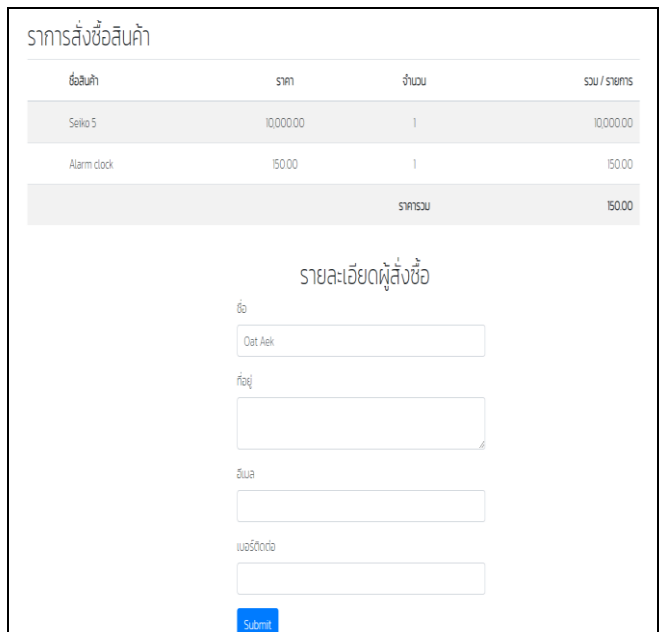 ราการสั่งซื้อสินค้า
ชื่อสินค้า ราคา จำนวน รวม / รายการ
Seiko 5 10,000.00 1 10,000.00
Alarm clock 150.00 1 150.00
ราคารวม 150.00
รายละเอียดผู้สั่งซื้อ
ชื่อ
Oat Aek
ที่อยู่
อีเมล
เบอร์ติดต่อ
Submit